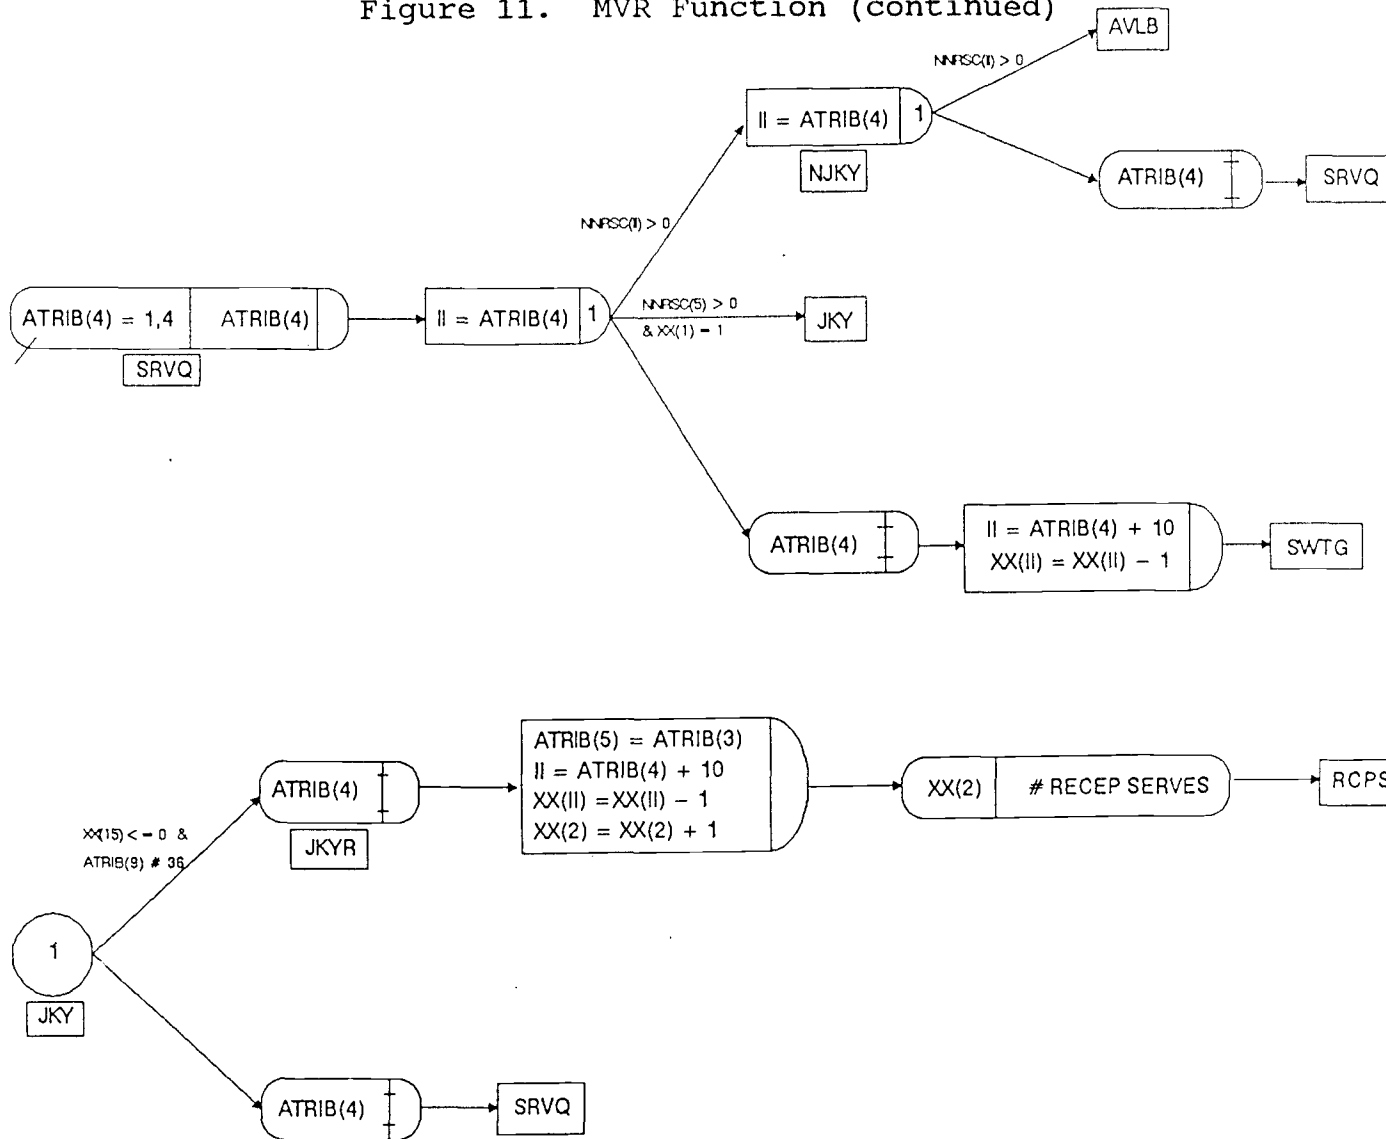 Figure 11. MVR Function (continued)
AVLB
NNRSC(II) > 0
II = ATRIB(4) 1
NJKY
ATRIB(4)
SRVQ
NNRSC(II) > 0
ATRIB(4) = 1,4 ATRIB(4)
SRVQ
II = ATRIB(4) 1
NNRSC(5) > 0
& XX(1) = 1
JKY
ATRIB(4)
II = ATRIB(4) + 10
XX(II) = XX(II) - 1
SWTG
XX(15) <= 0 &
ATRIB(9) # 36
ATRIB(4)
JKYR
ATRIB(5) = ATRIB(3)
II = ATRIB(4) + 10
XX(II) = XX(II) - 1
XX(2) = XX(2) + 1
XX(2) # RECEP SERVES
RCPS
1
JKY
ATRIB(4)
SRVQ